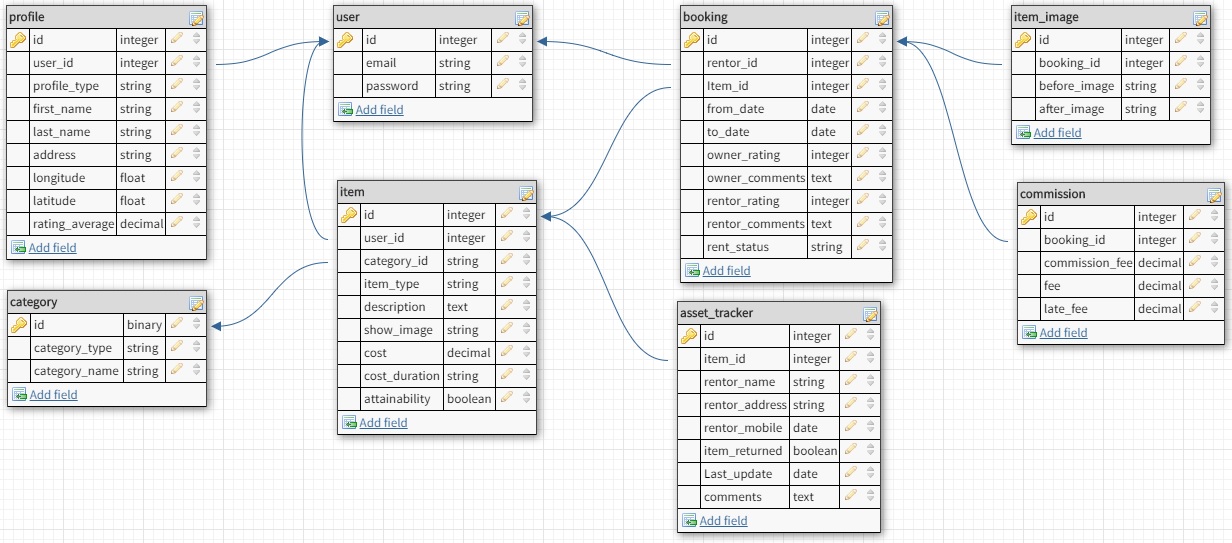 profile
id integer
user_id integer
profile_type string
first_name string
last_name string
address string
longitude float
latitude float
rating_average decimal
Add field
user
id integer
email string
password string
Add field
booking
id integer
rentor_id integer
Item_id integer
from_date date
to_date date
owner_rating integer
owner_comments text
rentor_rating integer
rentor_comments text
rent_status string
Add field
item_image
id integer
booking_id integer
before_image string
after_image string
Add field
item
id integer
user_id integer
category_id string
item_type string
description text
show_image string
cost decimal
cost_duration string
attainability boolean
Add field
commission
id integer
booking_id integer
commission_fee decimal
fee decimal
late_fee decimal
Add field
category
id binary
category_type string
category_name string
Add field
asset_tracker
id integer
item_id integer
rentor_name string
rentor_address string
rentor_mobile date
item_returned boolean
Last_update date
comments text
Add field